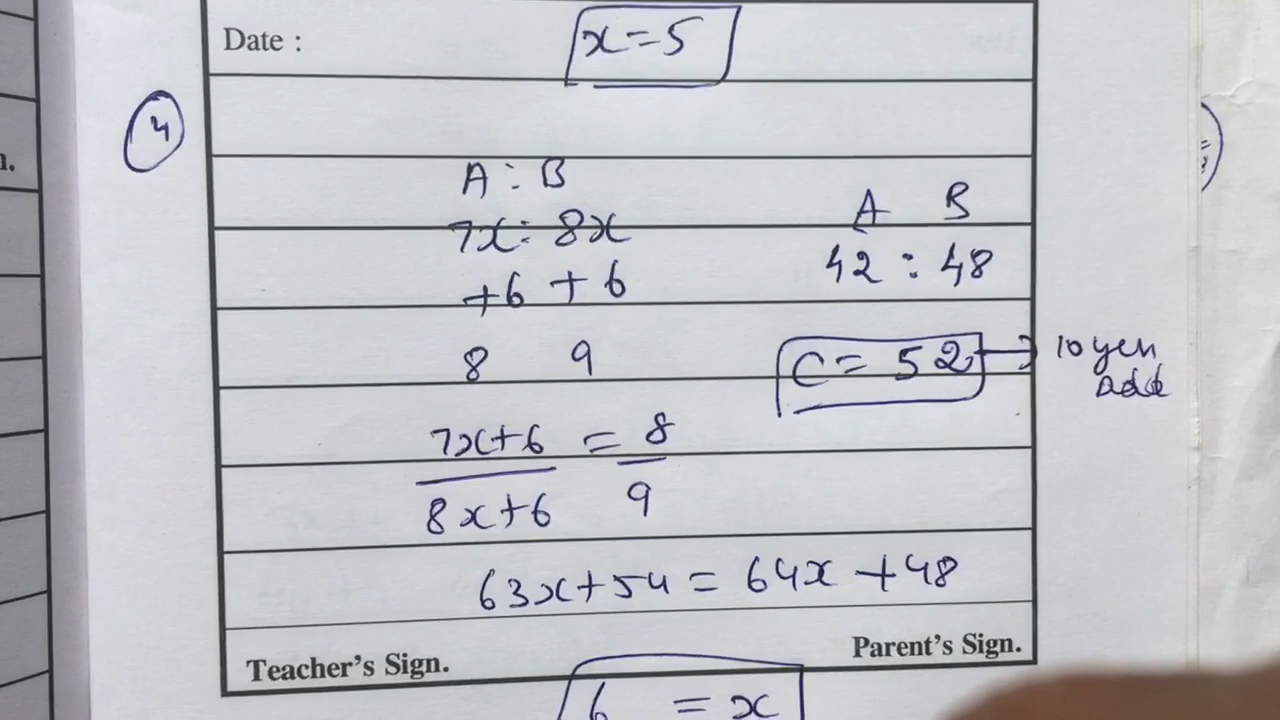 Date :
x=5
4
A : B
7x : 8x
+6 +6
8 9
7x+6 = 8
8x+6 9
63x+54 = 64x +48
A B
42 : 48
C = 52 → 10 yer
add
Teacher's Sign.
Parent's Sign.
6 = x